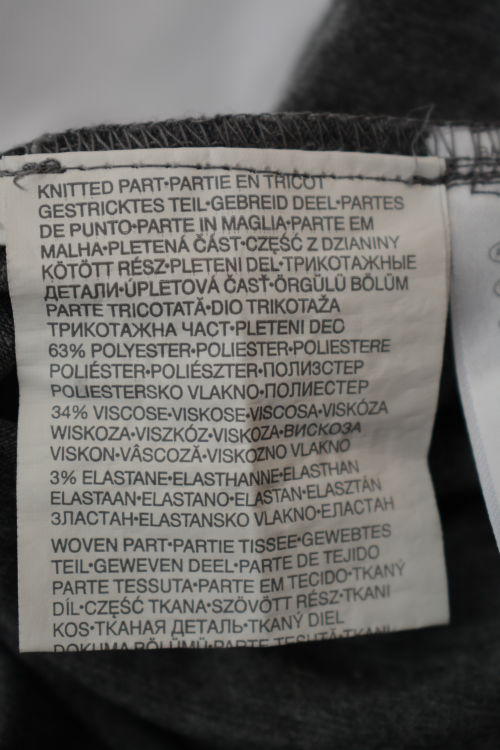 KNITTED PART•PARTIE EN TRICOT
GESTRICKTES TEIL•GEBREID DEEL•PARTES
DE PUNTO•PARTE IN MAGLIA•PARTE EM
MALHA•PLETENÁ ČÁST•CZĘŚĆ Z DZIANINY
KÖTÖTT RÉSZ•PLETENI DEL•ТРИКОТАЖНЫЕ
ДЕТАЛИ•ÚPLETOVÁ ČASŤ•ÖRGÜLÜ BÖLÜM
PARTE TRICOTATĂ•DIO TRIKOTAŽA
ТРИКОТАЖНА ЧАСТ•PLETENI DEO
63% POLYESTER•POLIESTER•POLIESTERE
POLIÉSTER•POLIÉSZTER•ПОЛИЭСТЕР
POLIESTERSKO VLAKNO•ПОЛИЕСТЕР
34% VISCOSE•VISKOSE•VISCOSA•VISKÓZA
WISKOZA•VISZKÓZ•VISKOZA•ВИСКОЗА
VISKON•VÂSCOZĂ•VISKOZNO VLAKNO
3% ELASTANE•ELASTHANNE•ELASTHAN
ELASTAAN•ELASTANO•ELASTAN•ELASZTÁN
ЭЛАСТАН•ELASTANSKO VLAKNO•ЕЛАСТАН
WOVEN PART•PARTIE TISSEE•GEWEBTES
TEIL•GEWEVEN DEEL•PARTE DE TEJIDO
PARTE TESSUTA•PARTE EM TECIDO•TKANÝ
DÍL•CZĘŚĆ TKANA•SZÖVÖTT RÉSZ•TKANI
KOS•ТКАНАЯ ДЕТАЛЬ•TKANÝ DIEL
DOKUMA BÖLÜMÜ•PARTE ŢESUTĂ•TKANI